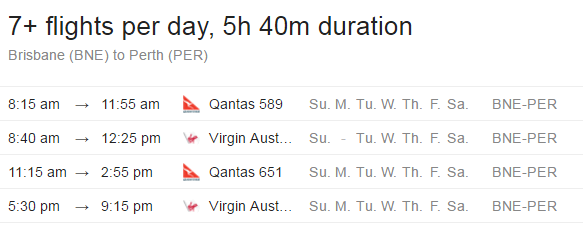 7+ flights per day, 5h 40m duration
Brisbane (BNE) to Perth (PER)
8:15 am → 11:55 am Qantas 589 Su. M. Tu. W. Th. F. Sa. BNE-PER
8:40 am → 12:25 pm Virgin Aust... Su. - Tu. W. Th. F. Sa. BNE-PER
11:15 am → 2:55 pm Qantas 651 Su. M. Tu. W. Th. F. Sa. BNE-PER
5:30 pm → 9:15 pm Virgin Aust... Su. M. Tu. W. Th. F. Sa. BNE-PER